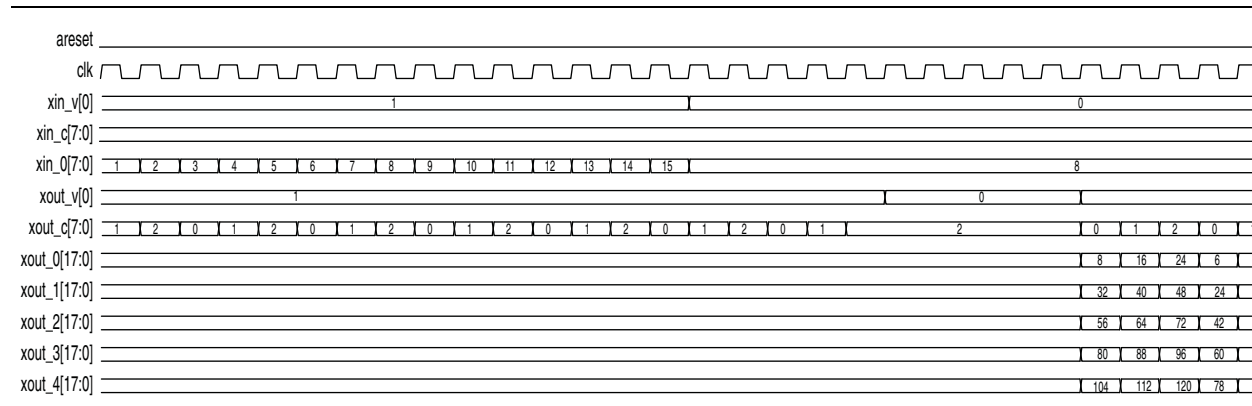 areset
clk
xin_v[0] 1 0
xin_c[7:0]
xin_0[7:0] 1 2 3 4 5 6 7 8 9 10 11 12 13 14 15 8
xout_v[0] 1 0
xout_c[7:0] 1 2 0 1 2 0 1 2 0 1 2 0 1 2 0 1 2 0 1 2 0 1 2 0
xout_0[17:0] 8 16 24 6
xout_1[17:0] 32 40 48 24
xout_2[17:0] 56 64 72 42
xout_3[17:0] 80 88 96 60
xout_4[17:0] 104 112 120 78